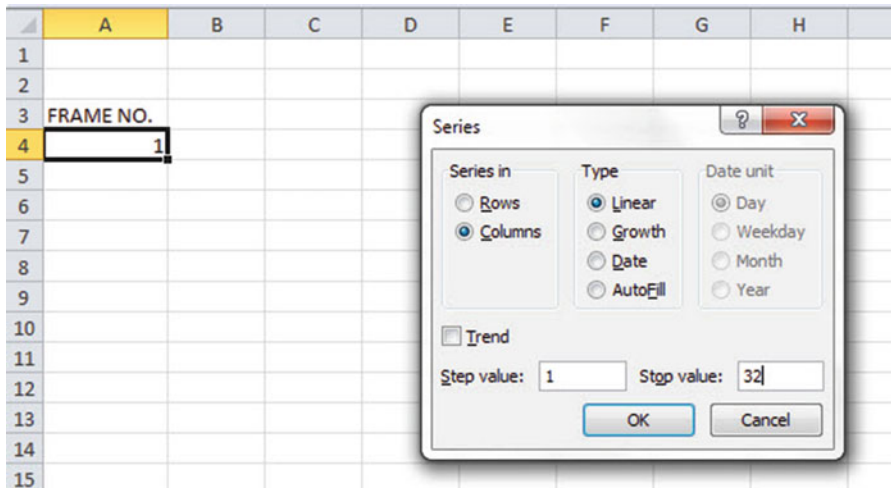 A B C D E F G H
1
2
3 FRAME NO.
4 1
5
6
7
8
9
10
11
12
13
14
15
Series
Series in Type Date unit
Rows Linear Day
Columns Growth Weekday
Date Month
AutoFill Year
Trend
Step value: 1 Stop value: 32
OK Cancel